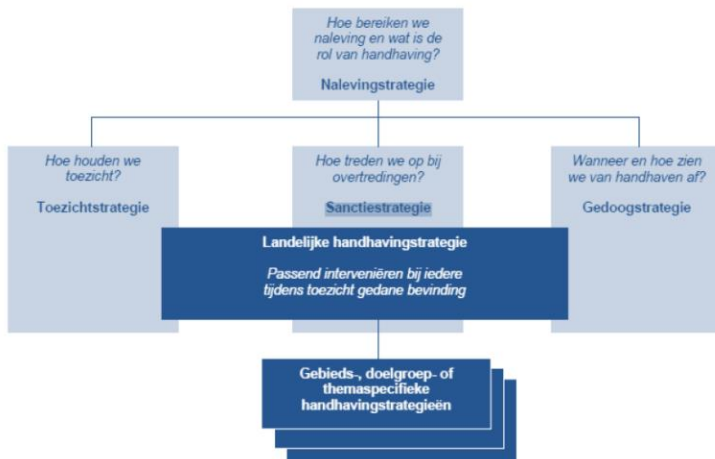 Hoe bereiken we
naleving en wat is de
rol van handhaving?
Nalevingstrategie
Hoe houden we
toezicht?
Toezichtstrategie
Hoe treden we op bij
overtredingen?
Sanctiestrategie
Wanneer en hoe zien
we van handhaven af?
Gedoogstrategie
Landelijke handhavingstrategie
Passend interveniëren bij iedere
tijdens toezicht gedane bevinding
Gebieds-, doelgroep- of
themaspecifieke
handhavingstrategieën